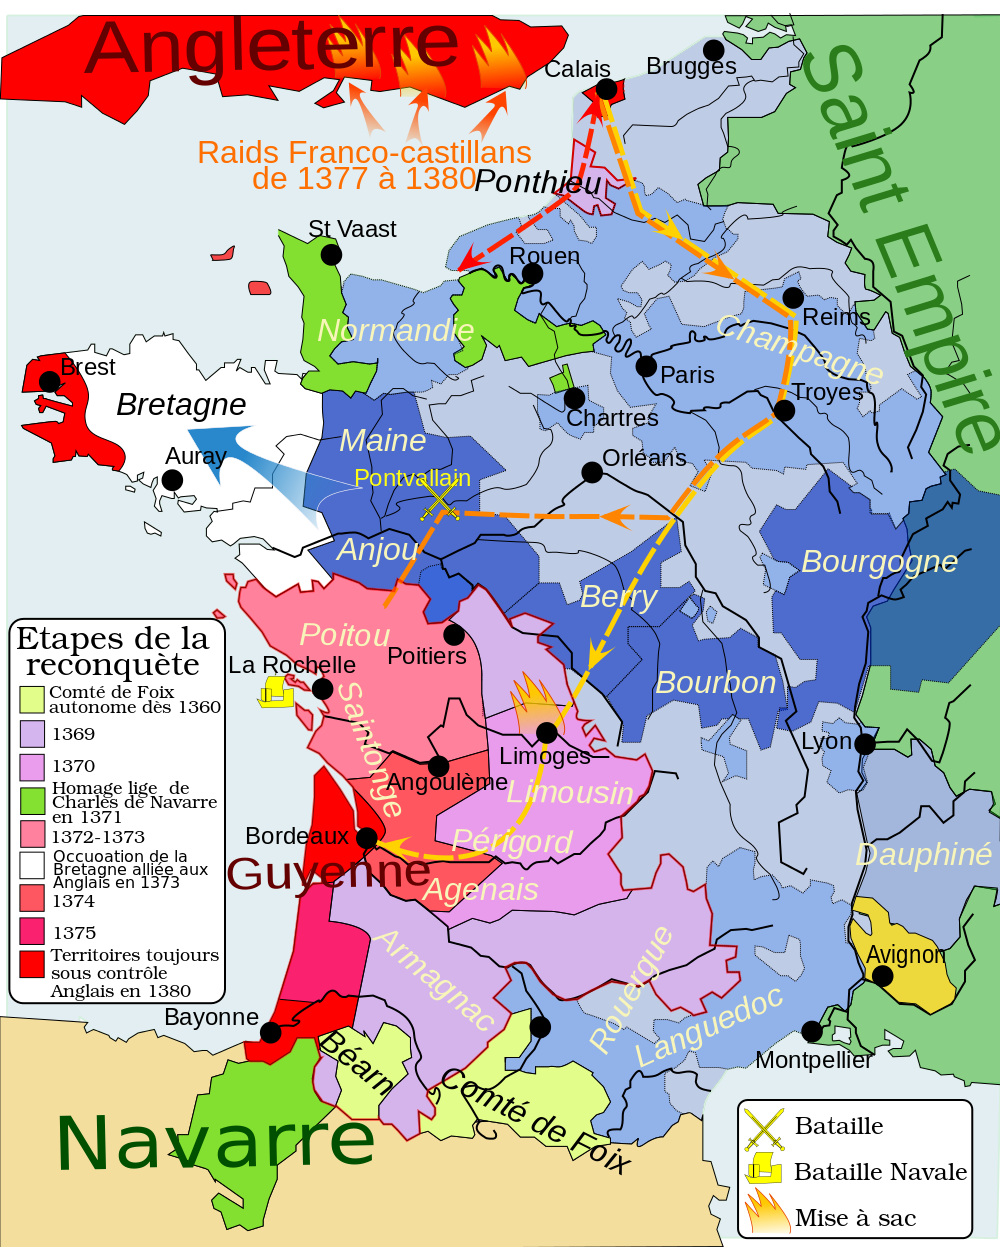 Angleterre
Calais
Brugges
Saint Empire
Raids Franco-castillans
de 1377 à 1380
Ponthieu
St Vaast
Rouen
Reims
Normandie
Champagne
Brest
Paris
Troyes
Bretagne
Chartres
Maine
Auray
Orléans
Pontvallain
Anjou
Bourgogne
Berry
Poitou
Poitiers
La Rochelle
Bourbon
Saintonge
Lyon
Limoges
Angoulème
Limousin
Bordeaux
Périgord
Dauphiné
Guyenne
Agenais
Armagnac
Rouergue
Avignon
Languedoc
Bayonne
Montpellier
Béarn
Comté de Foix
Navarre
Etapes de la
reconquète
Comté de Foix
autonome dès 1360
1369
1370
Homage lige de
Charles de Navarre
en 1371
1372-1373
Occuoation de la
Bretagne alliée aux
Anglais en 1373
1374
1375
Territoires toujours
sous contrôle
Anglais en 1380
Bataille
Bataille Navale
Mise à sac